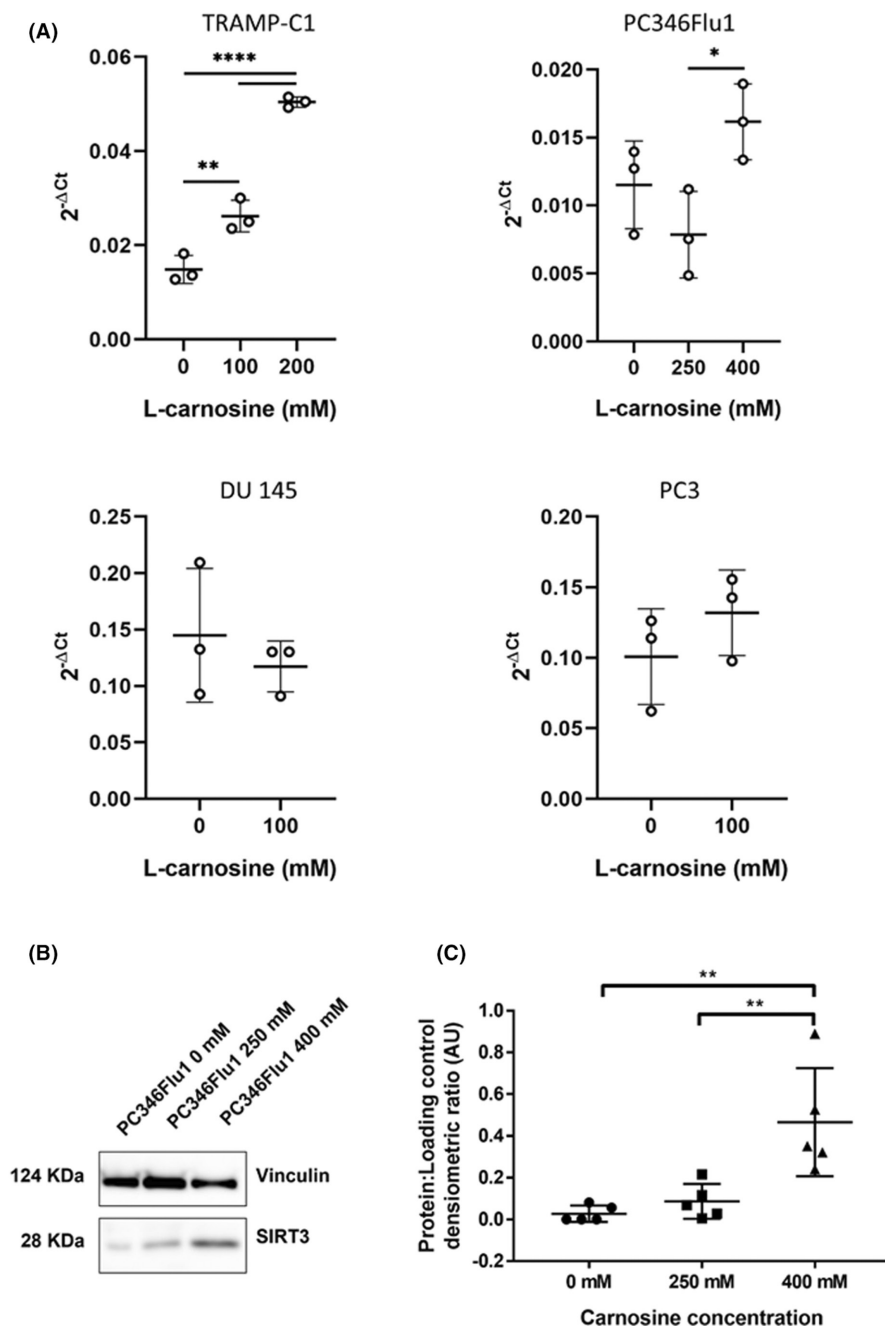 (A)
TRAMP-C1
****
**
2^-ΔCt
0.06
0.04
0.02
0.00
0 100 200
L-carnosine (mM)
PC346Flu1
*
2^-ΔCt
0.020
0.015
0.010
0.005
0.000
0 250 400
L-carnosine (mM)
DU 145
2^-ΔCt
0.25
0.20
0.15
0.10
0.05
0.00
0 100
L-carnosine (mM)
PC3
2^-ΔCt
0.20
0.15
0.10
0.05
0.00
0 100
L-carnosine (mM)
(B)
PC346Flu1 0 mM
PC346Flu1 250 mM
PC346Flu1 400 mM
124 KDa Vinculin
28 KDa SIRT3
(C)
**
**
Protein:Loading control
densiometric ratio (AU)
1.0
0.8
0.6
0.4
0.2
0.0
-0.2
0 mM 250 mM 400 mM
Carnosine concentration